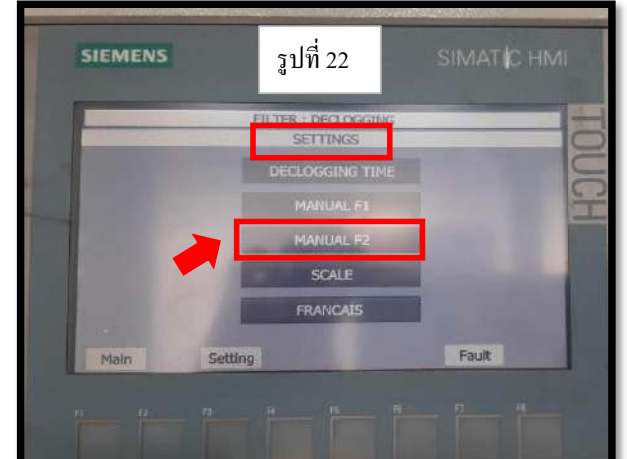 SIEMENS
รูปที่ 22
SIMATIC HMI
TOUCH
FILTER : DECLOGGING
SETTINGS
DECLOGGING TIME
MANUAL F1
MANUAL F2
SCALE
FRANCAIS
Main Setting Fault
F1 F2 F3 F4 F5 F6 F7 F8